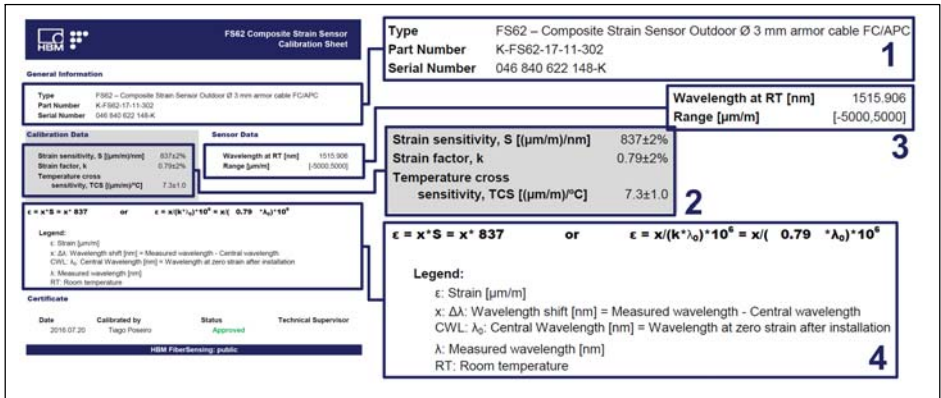 HBM
FS62 Composite Strain Sensor
Calibration Sheet
General Information
Type FS62 – Composite Strain Sensor Outdoor Ø 3 mm armor cable FC/APC
Part Number K-FS62-17-11-302
Serial Number 046 840 622 148-K
Calibration Data
Strain sensitivity, S [(µm/m)/nm] 837±2%
Strain factor, k 0.79±2%
Temperature cross
sensitivity, TCS [(µm/m)/ºC] 7.3±1.0
Sensor Data
Wavelength at RT [nm] 1515.906
Range [µm/m] [-5000,5000]
ε = x*S = x* 837 or ε = x/(k*λ₀)*10⁶ = x/( 0.79 *λ₀)*10⁶
Legend:
ε: Strain [µm/m]
x: Δλ: Wavelength shift [nm] = Measured wavelength - Central wavelength
CWL: λ₀: Central Wavelength [nm] = Wavelength at zero strain after installation
λ: Measured wavelength [nm]
RT: Room temperature
Certificate
Date Calibrated by Status Technical Supervisor
2016.07.20 Tiago Poseiro Approved
HBM FiberSensing: public
Type FS62 – Composite Strain Sensor Outdoor Ø 3 mm armor cable FC/APC
Part Number K-FS62-17-11-302
Serial Number 046 840 622 148-K
1
Wavelength at RT [nm] 1515.906
Range [µm/m] [-5000,5000]
3
Strain sensitivity, S [(µm/m)/nm] 837±2%
Strain factor, k 0.79±2%
Temperature cross
sensitivity, TCS [(µm/m)/ºC] 7.3±1.0
2
ε = x*S = x* 837 or ε = x/(k*λ₀)*10⁶ = x/( 0.79 *λ₀)*10⁶
Legend:
ε: Strain [µm/m]
x: Δλ: Wavelength shift [nm] = Measured wavelength - Central wavelength
CWL: λ₀: Central Wavelength [nm] = Wavelength at zero strain after installation
λ: Measured wavelength [nm]
RT: Room temperature
4